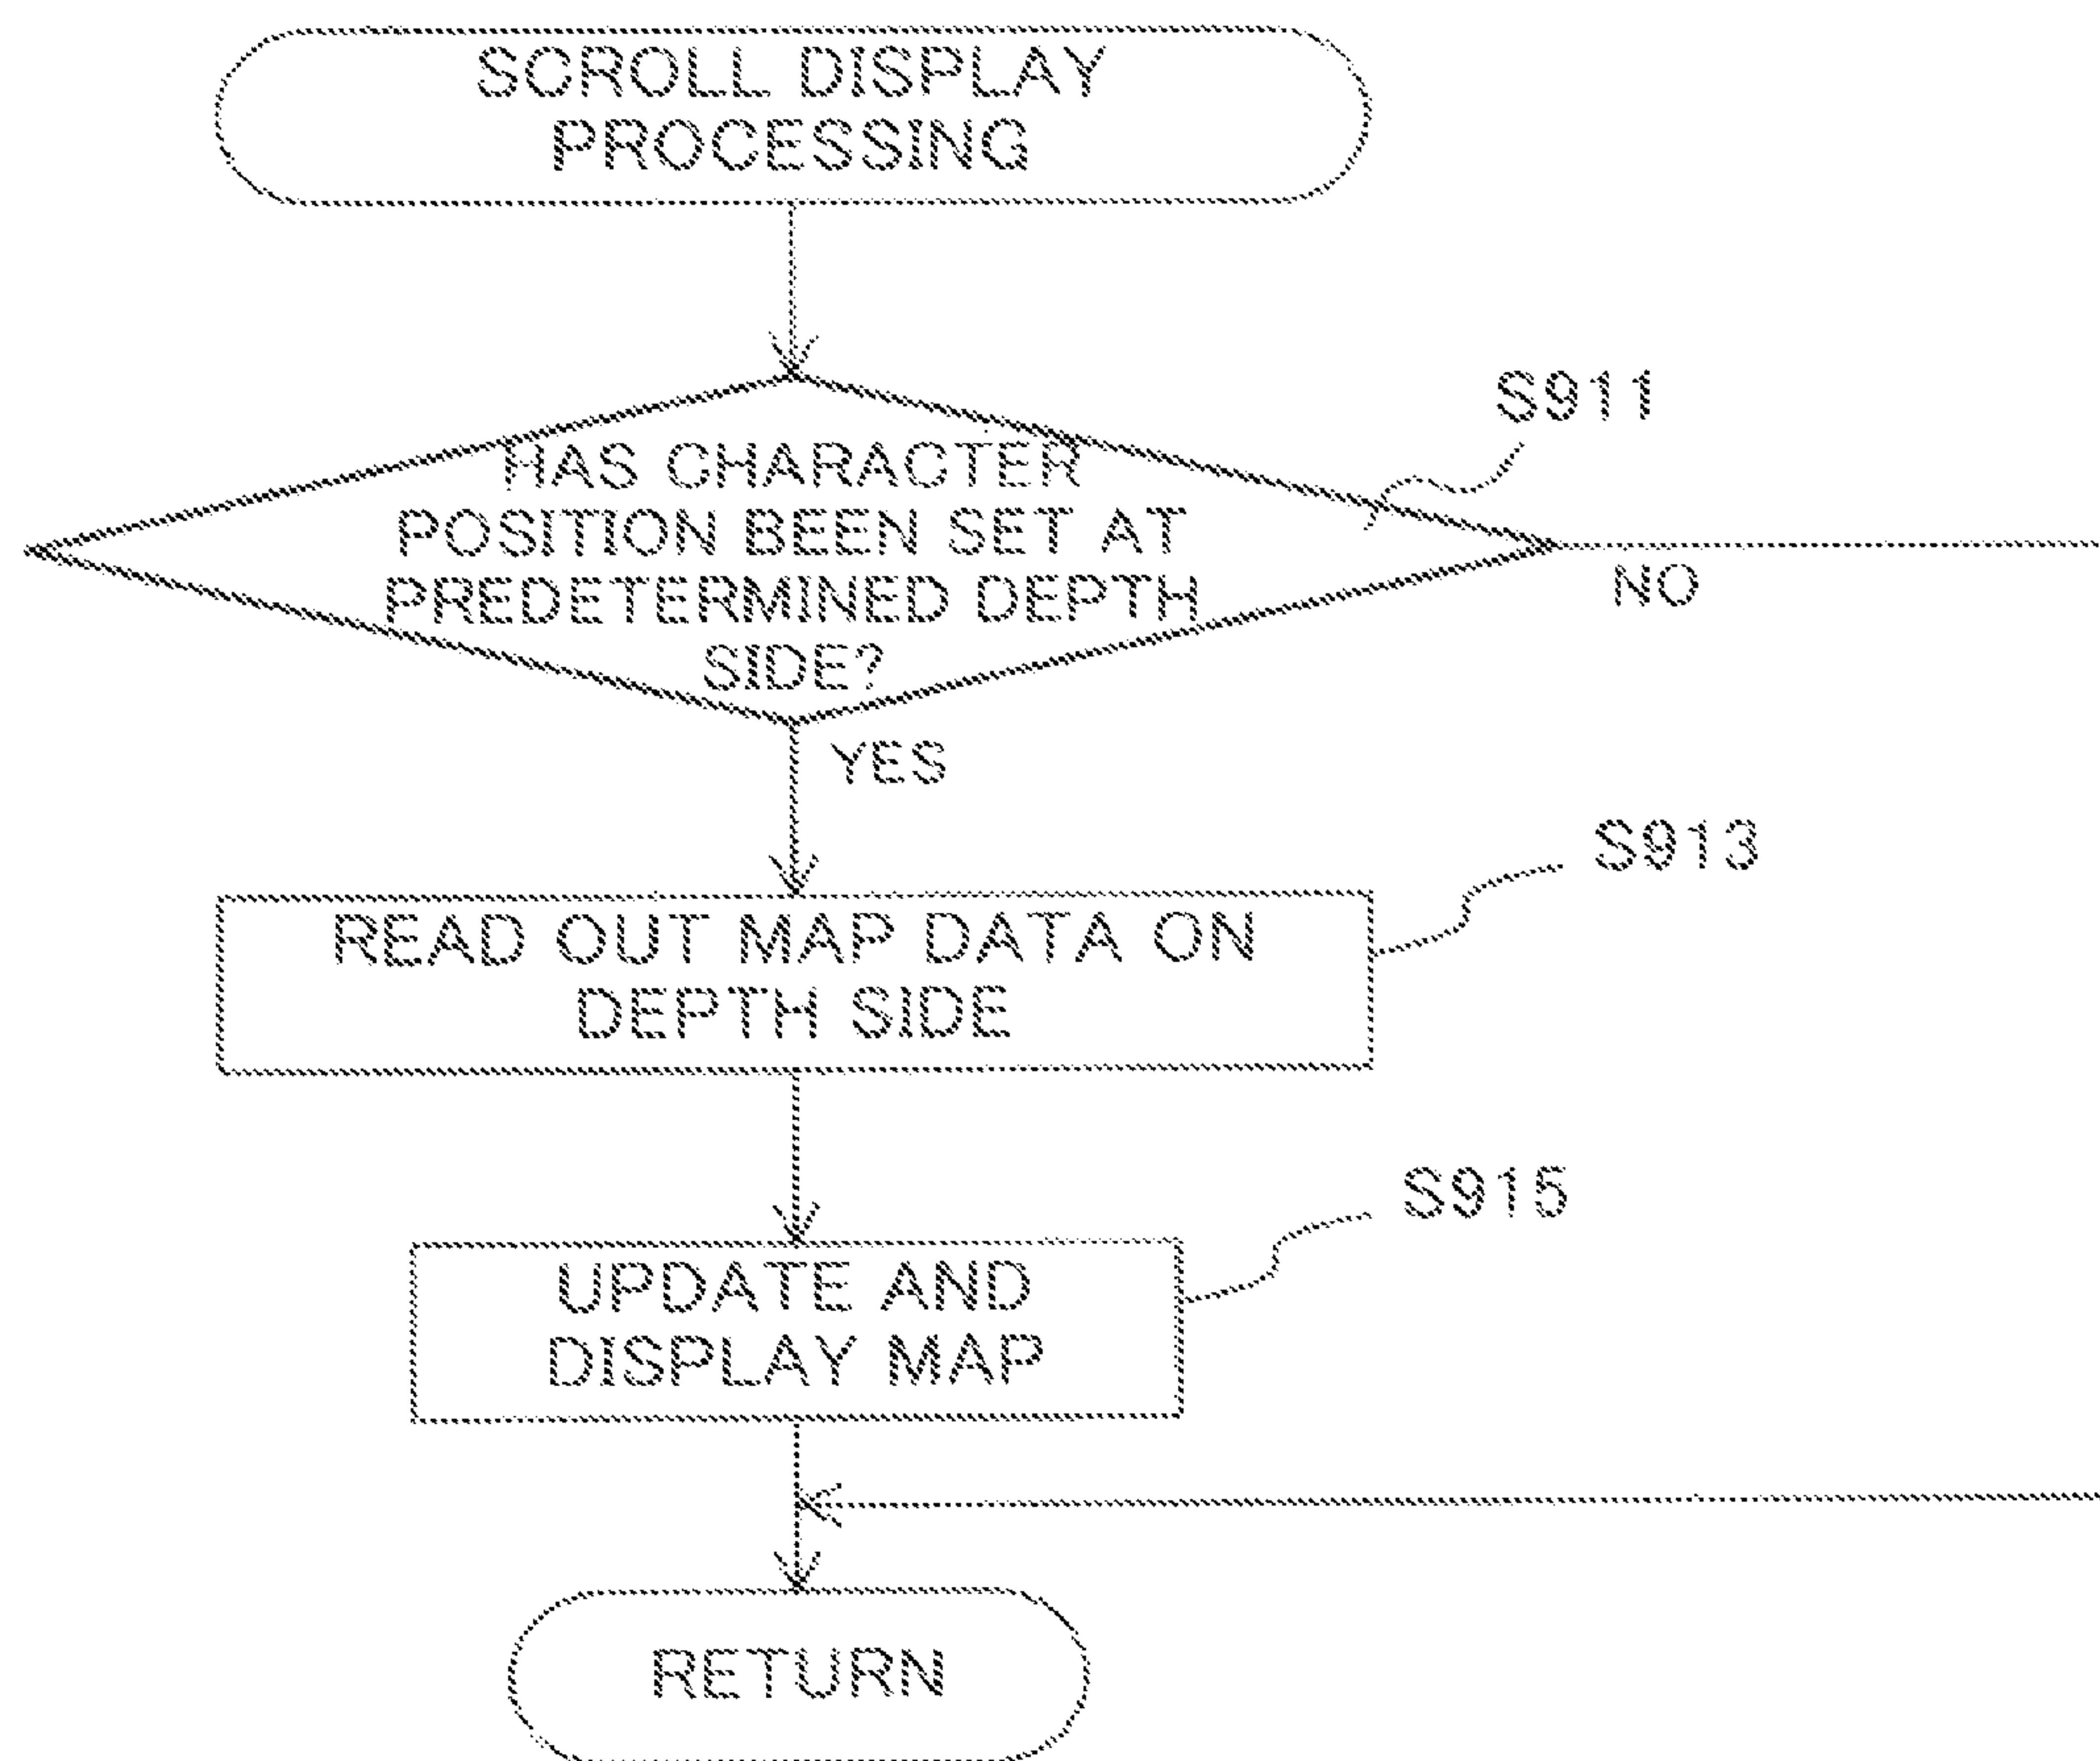 SCROLL DISPLAY
PROCESSING
S911
HAS CHARACTER
POSITION BEEN SET AT
PREDETERMINED DEPTH
SIDE?
NO
YES
S913
READ OUT MAP DATA ON
DEPTH SIDE
S915
UPDATE AND
DISPLAY MAP
RETURN